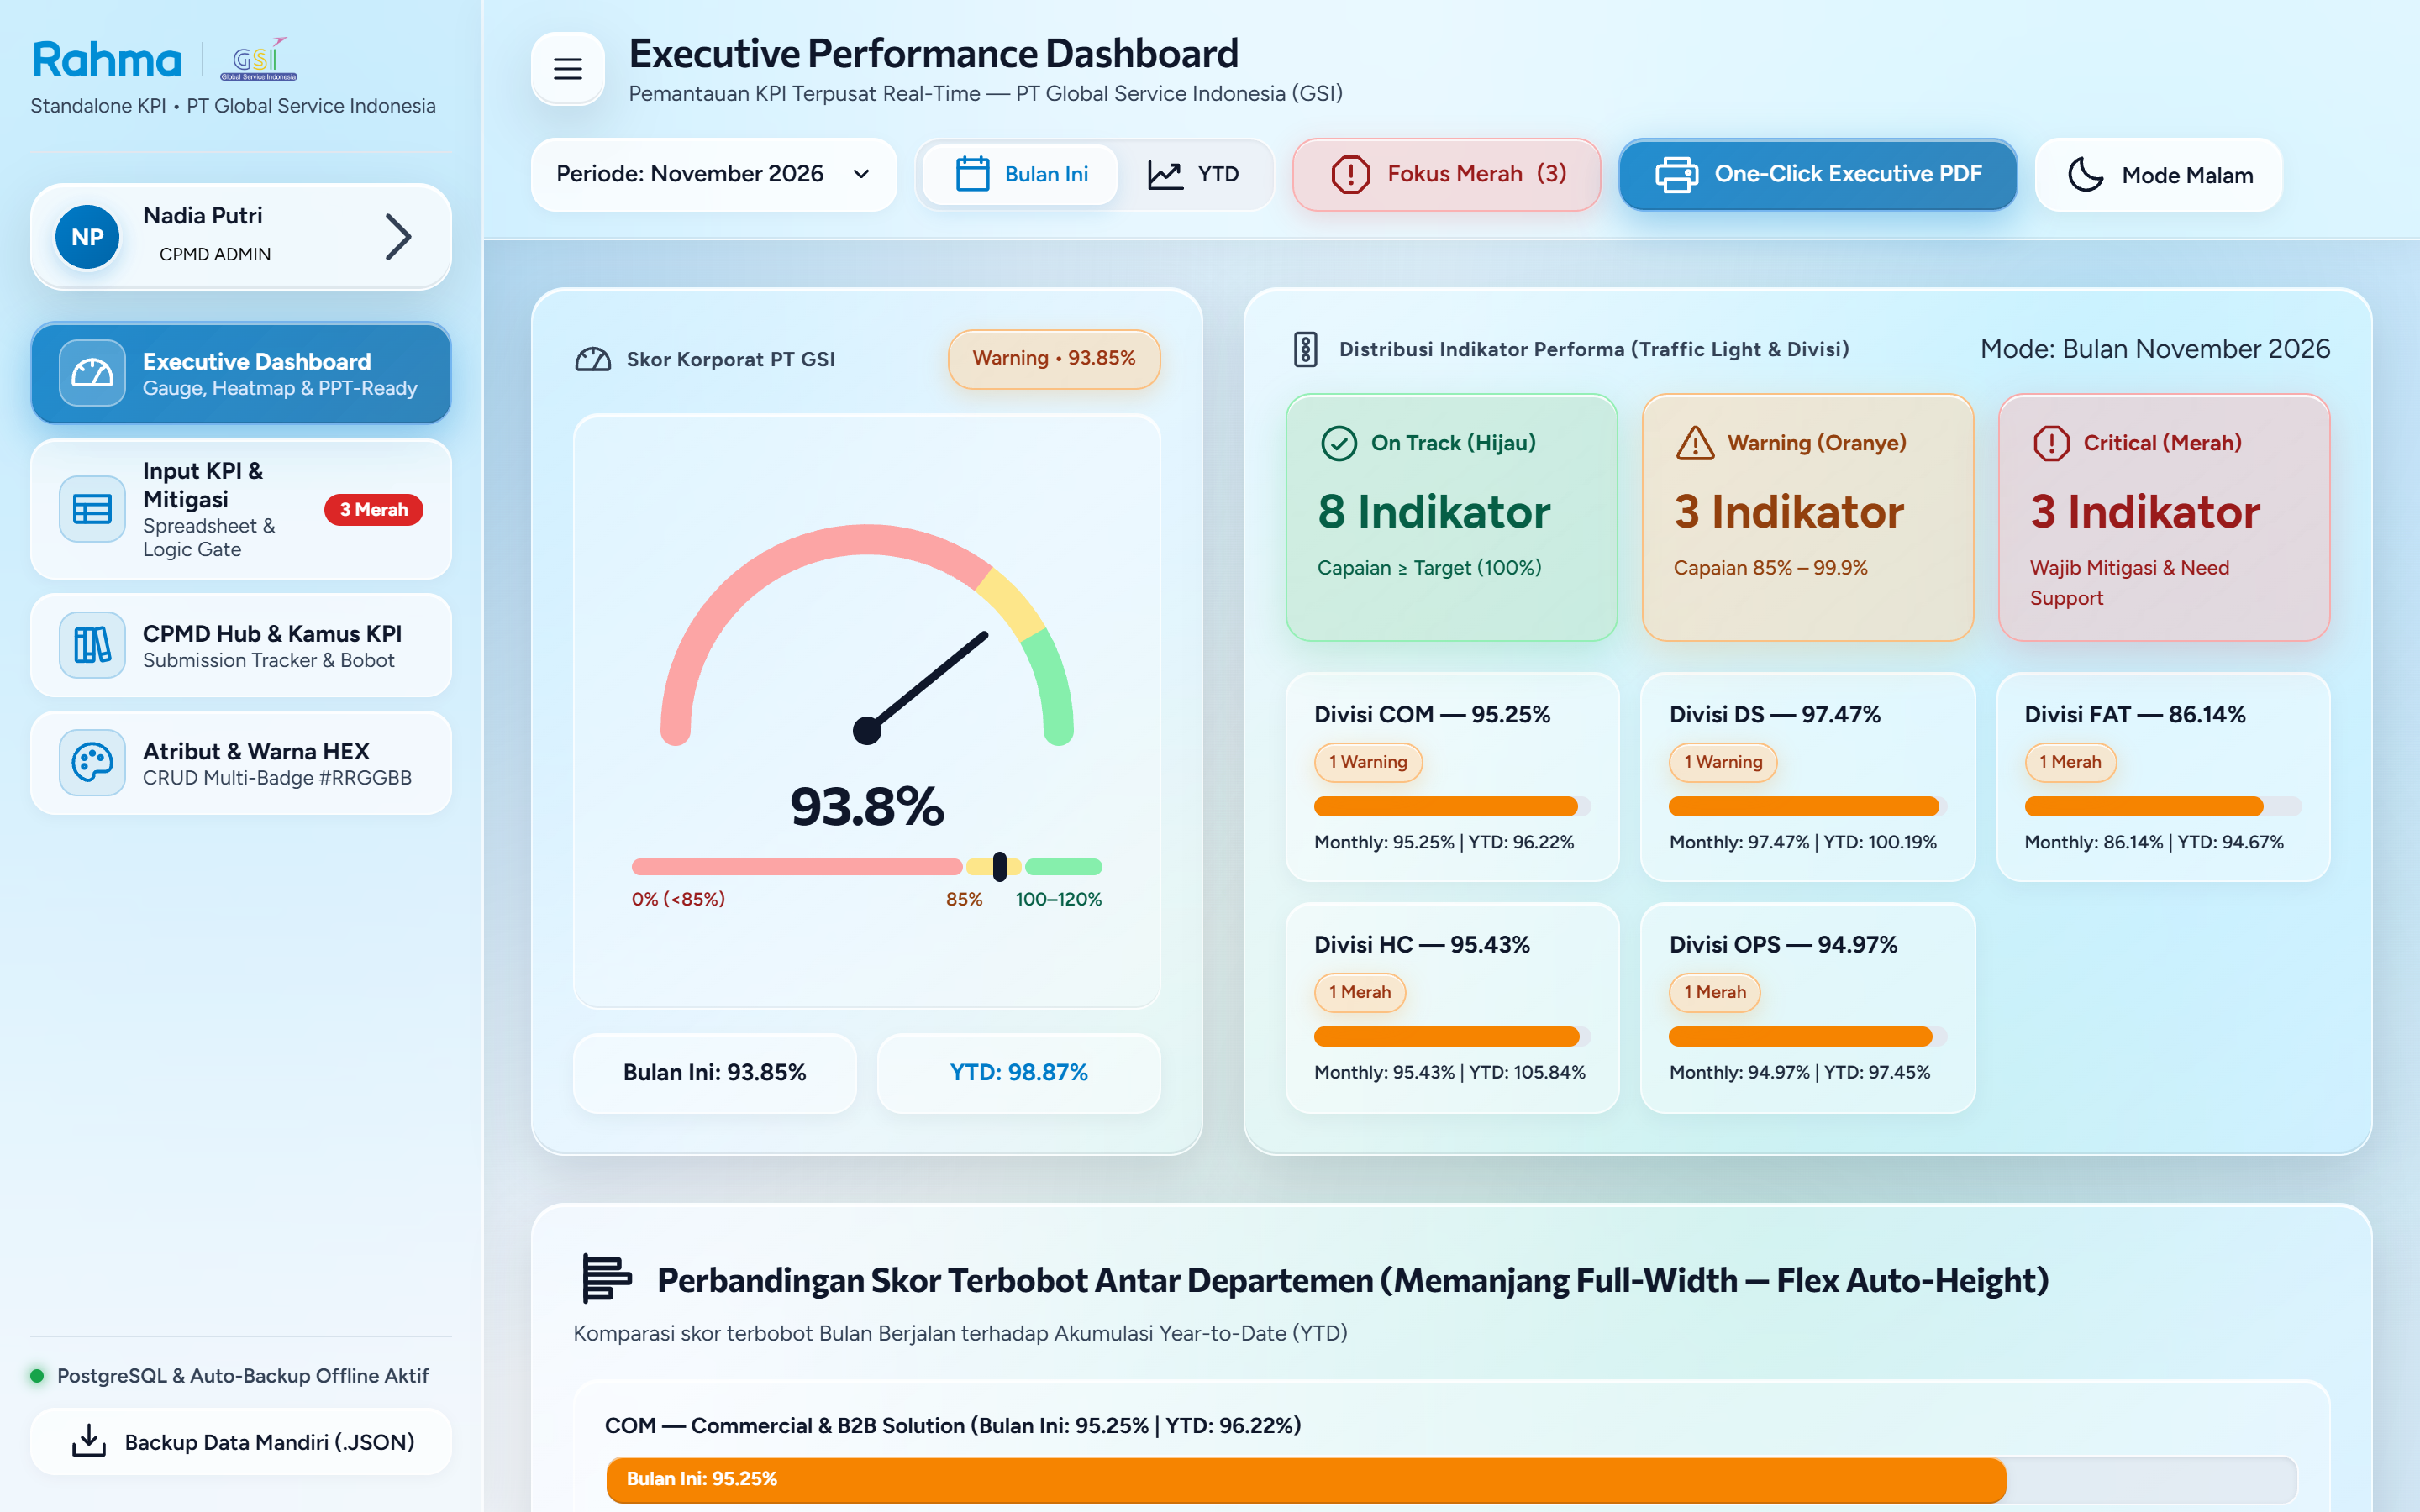 Rahma
GSI
Global Service Indonesia
Standalone KPI • PT Global Service Indonesia
NP
Nadia Putri
CPMD ADMIN
Executive Dashboard
Gauge, Heatmap & PPT-Ready
Input KPI &
Mitigasi
Spreadsheet &
Logic Gate
3 Merah
CPMD Hub & Kamus KPI
Submission Tracker & Bobot
Atribut & Warna HEX
CRUD Multi-Badge #RRGGBB
PostgreSQL & Auto-Backup Offline Aktif
Backup Data Mandiri (.JSON)
Executive Performance Dashboard
Pemantauan KPI Terpusat Real-Time — PT Global Service Indonesia (GSI)
Periode: November 2026
Bulan Ini
YTD
Fokus Merah (3)
One-Click Executive PDF
Mode Malam
Skor Korporat PT GSI
Warning • 93.85%
93.8%
0% (<85%)
85%
100–120%
Bulan Ini: 93.85%
YTD: 98.87%
Distribusi Indikator Performa (Traffic Light & Divisi)
Mode: Bulan November 2026
On Track (Hijau)
8 Indikator
Capaian ≥ Target (100%)
Warning (Oranye)
3 Indikator
Capaian 85% – 99.9%
Critical (Merah)
3 Indikator
Wajib Mitigasi & Need
Support
Divisi COM — 95.25%
1 Warning
Monthly: 95.25% | YTD: 96.22%
Divisi DS — 97.47%
1 Warning
Monthly: 97.47% | YTD: 100.19%
Divisi FAT — 86.14%
1 Merah
Monthly: 86.14% | YTD: 94.67%
Divisi HC — 95.43%
1 Merah
Monthly: 95.43% | YTD: 105.84%
Divisi OPS — 94.97%
1 Merah
Monthly: 94.97% | YTD: 97.45%
Perbandingan Skor Terbobot Antar Departemen (Memanjang Full-Width — Flex Auto-Height)
Komparasi skor terbobot Bulan Berjalan terhadap Akumulasi Year-to-Date (YTD)
COM — Commercial & B2B Solution (Bulan Ini: 95.25% | YTD: 96.22%)
Bulan Ini: 95.25%